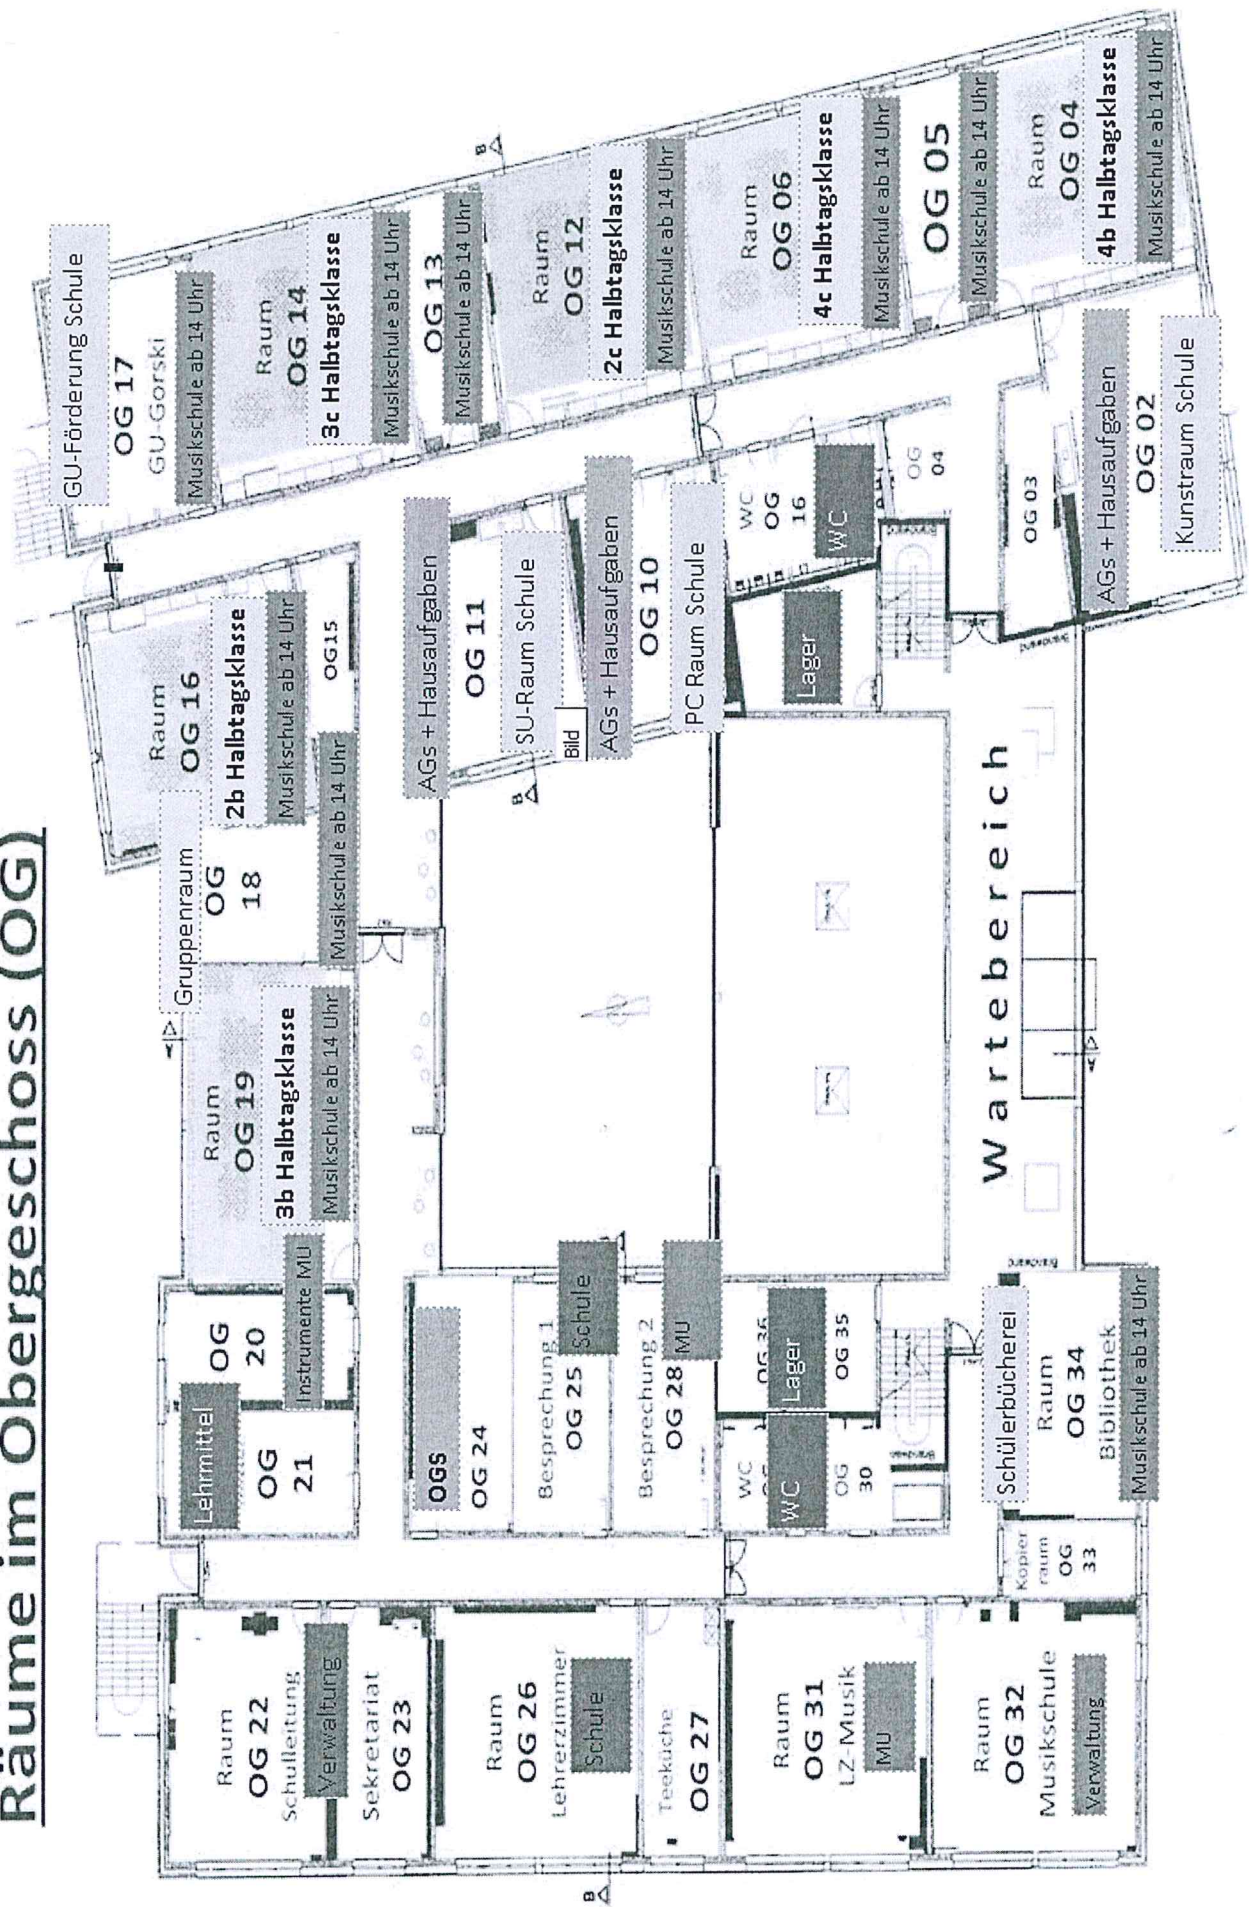 Räume im Obergeschoss (OG)
Raum
OG 22
Schulleitung
Verwaltung
Sekretariat
OG 23
Raum
OG 26
Lehrerzimmer
Schule
Teeküche
OG 27
Raum
OG 31
LZ-Musik
MU
Raum
OG 32
Musikschule
Verwaltung
Lehrmittel
OG
21
OG
20
Instrumente MU
OGS
OG 24
Besprechung 1
OG 25
Schule
Besprechung 2
OG 28
MU
WC
WC
OG
30
OG 36
Lager
OG 35
Kopier
raum
OG
33
Schülerbücherei
Raum
OG 34
Bibliothek
Musikschule ab 14 Uhr
Raum
OG 19
3b Halbtagsklasse
Musikschule ab 14 Uhr
Gruppenraum
OG
18
Musikschule ab 14 Uhr
Raum
OG 16
2b Halbtagsklasse
Musikschule ab 14 Uhr
OG15
Wartebereich
AGs + Hausaufgaben
OG 11
SU-Raum Schule
Bild
AGs + Hausaufgaben
OG 10
PC Raum Schule
WC
OG
16
WC
Lager
OG
04
OG 03
AGs + Hausaufgaben
OG 02
Kunstraum Schule
GU-Förderung Schule
OG 17
GU-Gorski
Musikschule ab 14 Uhr
Raum
OG 14
3c Halbtagsklasse
Musikschule ab 14 Uhr
OG 13
Musikschule ab 14 Uhr
Raum
OG 12
2c Halbtagsklasse
Musikschule ab 14 Uhr
Raum
OG 06
4c Halbtagsklasse
Musikschule ab 14 Uhr
OG 05
Musikschule ab 14 Uhr
Raum
OG 04
4b Halbtagsklasse
Musikschule ab 14 Uhr
B
B
B
A
A
Brandwand
Brandwand